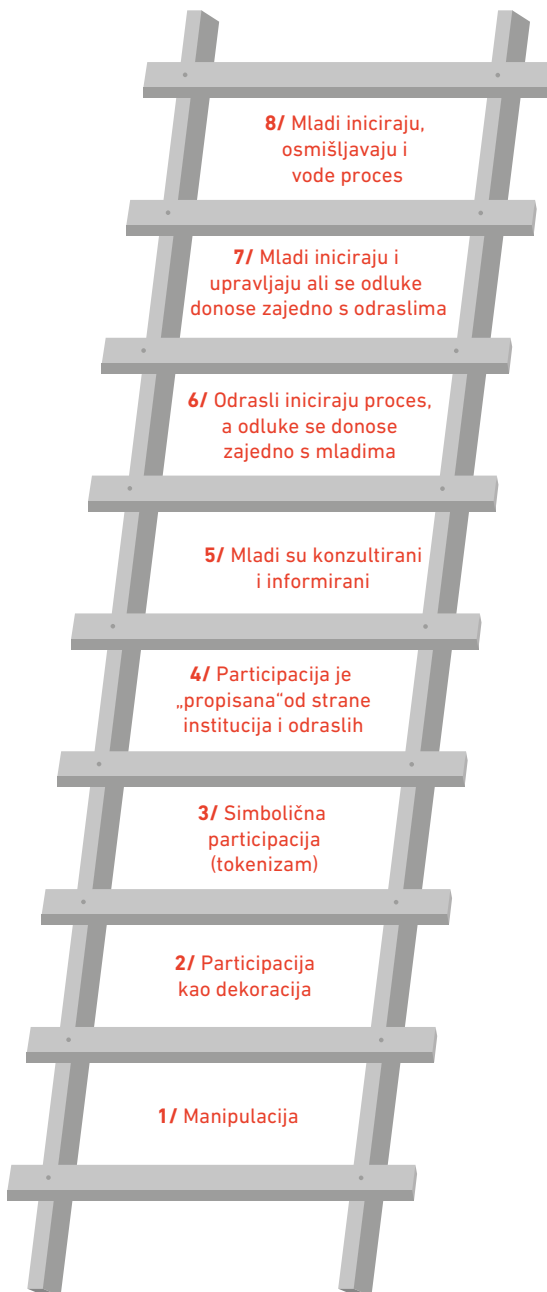 8/ Mladi iniciraju,
osmišljavaju i
vode proces
7/ Mladi iniciraju i
upravljaju ali se odluke
donose zajedno s odraslima
6/ Odrasli iniciraju proces,
a odluke se donose
zajedno s mladima
5/ Mladi su konzultirani
i informirani
4/ Participacija je
„propisana“od strane
institucija i odraslih
3/ Simbolična
participacija
(tokenizam)
2/ Participacija
kao dekoracija
1/ Manipulacija